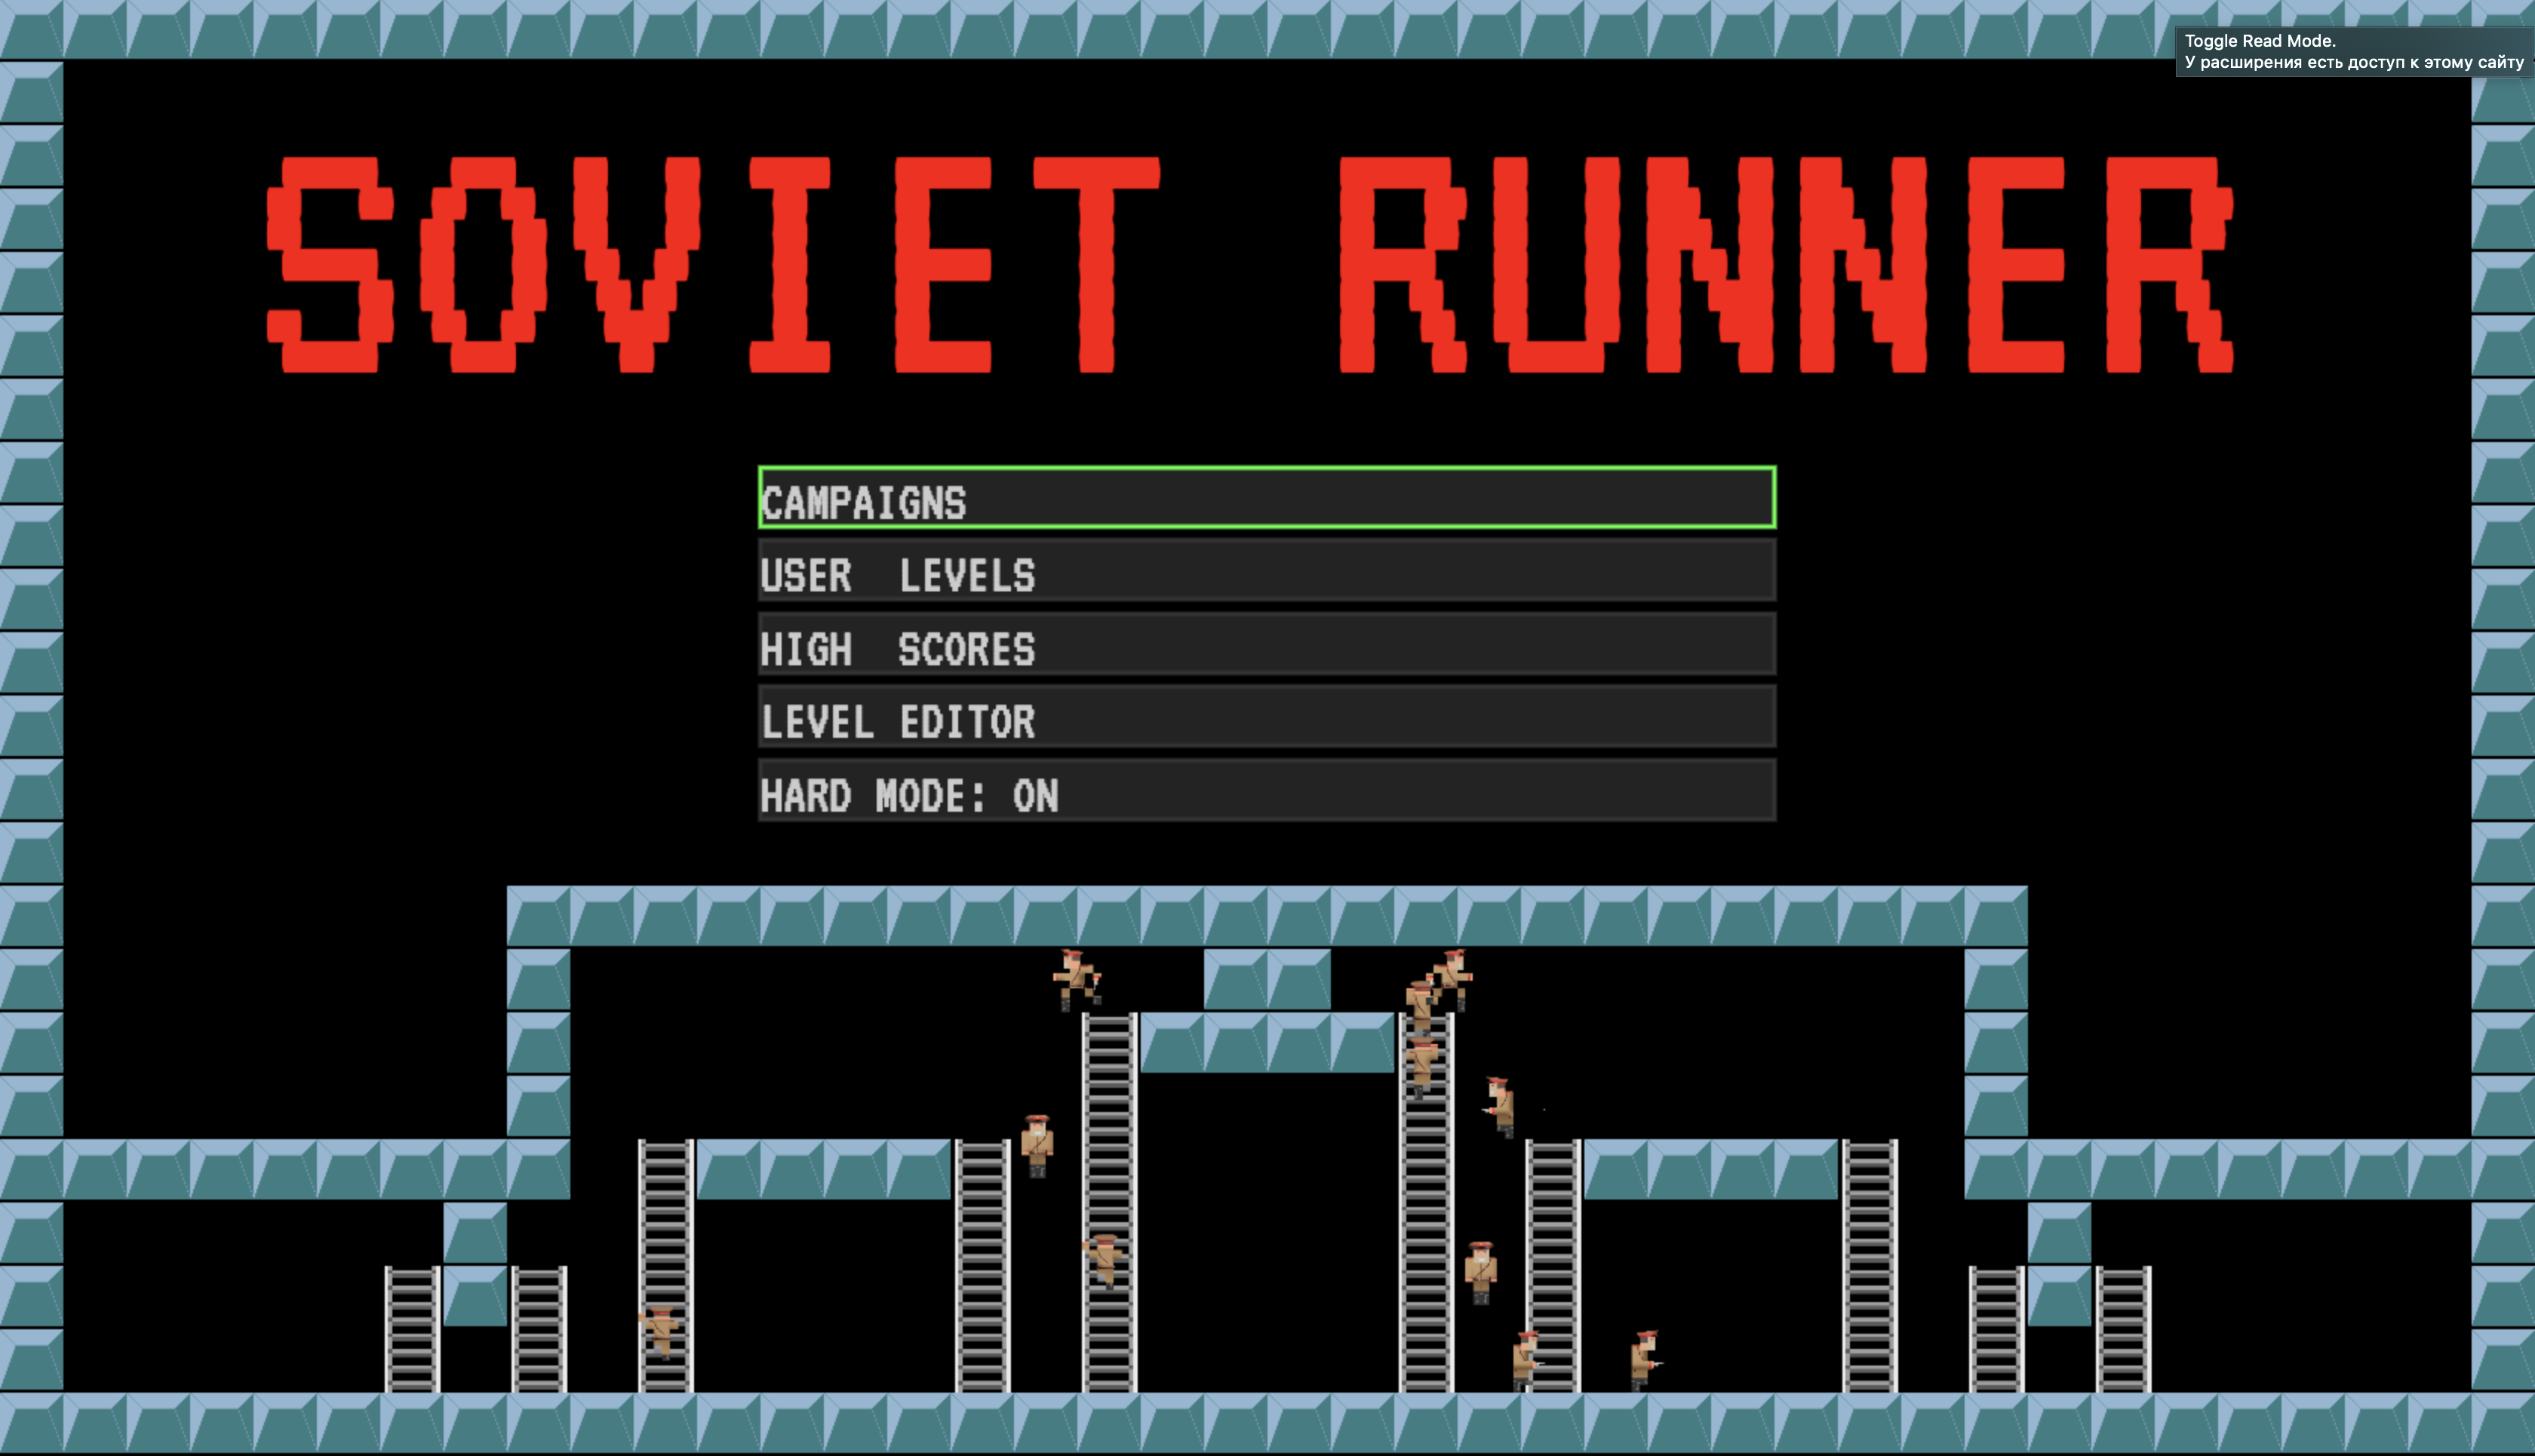 Toggle Read Mode.
У расширения есть доступ к этому сайту
SOVIET RUNNER
CAMPAIGNS
USER LEVELS
HIGH SCORES
LEVEL EDITOR
HARD MODE: ON